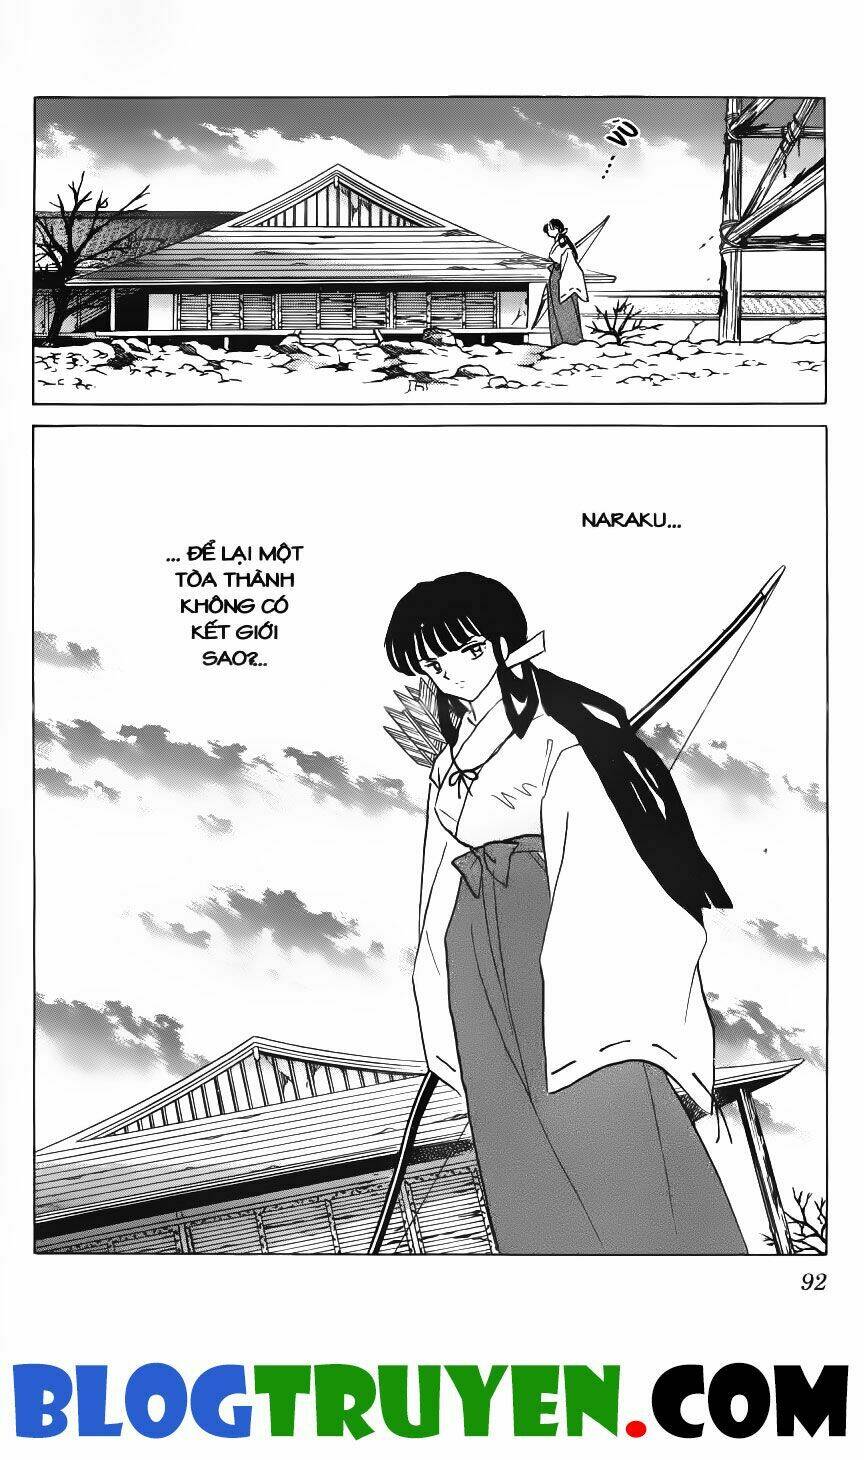 ... VÙ
NARAKU...
... ĐỂ LẠI MỘT
TÒA THÀNH
KHÔNG CÓ
KẾT GIỚI
SAO?..
92
BLOGTRUYEN.COM